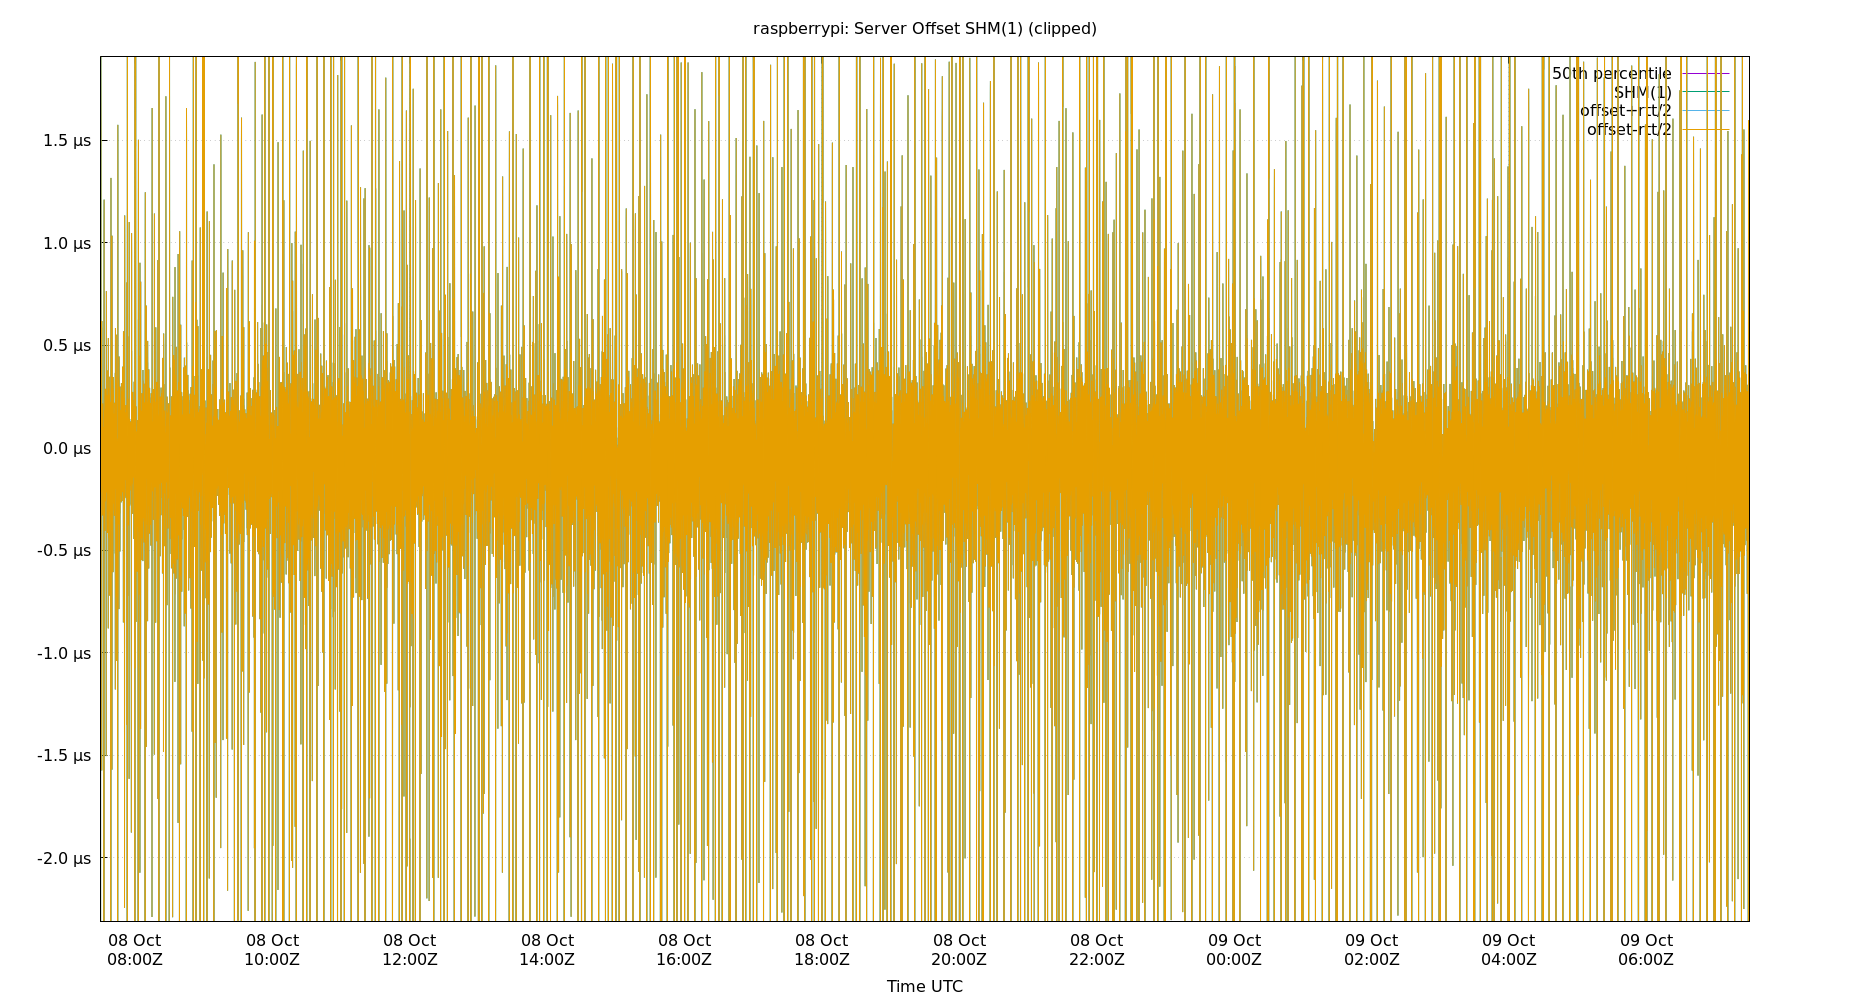 raspberrypi: Server Offset SHM(1) (clipped)
50th percentile
SHM(1)
offset+rtt/2
offset-rtt/2
1.5 µs
1.0 µs
0.5 µs
0.0 µs
-0.5 µs
-1.0 µs
-1.5 µs
-2.0 µs
08 Oct 08 Oct 08 Oct 08 Oct 08 Oct 08 Oct 08 Oct 08 Oct 09 Oct 09 Oct 09 Oct 09 Oct
08:00Z 10:00Z 12:00Z 14:00Z 16:00Z 18:00Z 20:00Z 22:00Z 00:00Z 02:00Z 04:00Z 06:00Z
Time UTC